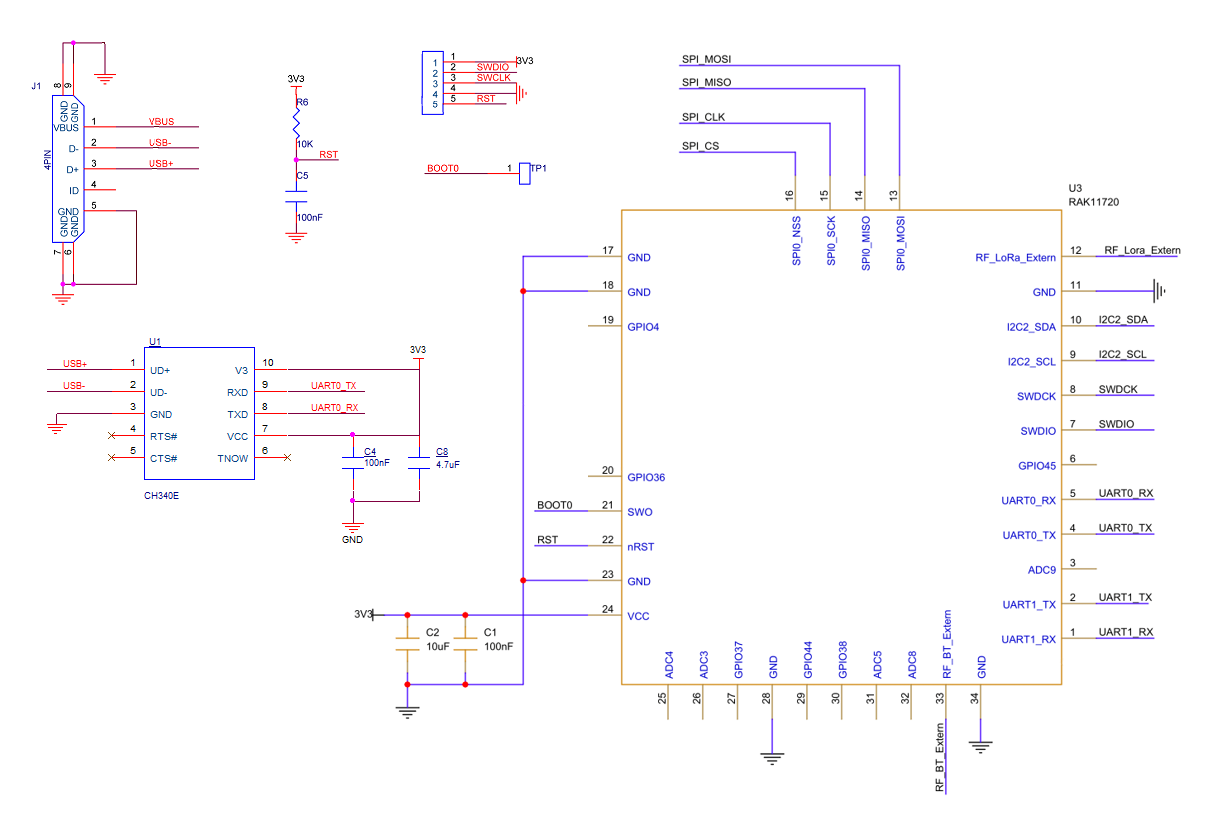 J1
4PIN
8
9
GND
GND
VBUS
1
VBUS
D-
2
USB-
D+
3
USB+
ID
4
GND
5
GND
GND
7
6
3V3
R6
10K
RST
C5
100nF
1
1
3V3
2
2
SWDIO
3
3
SWCLK
4
4
5
5
RST
BOOT0
1
TP1
SPI_MOSI
SPI_MISO
SPI_CLK
SPI_CS
U1
USB+
1
UD+
USB-
2
UD-
3
GND
4
RTS#
5
CTS#
V3
10
RXD
9
UART0_TX
TXD
8
UART0_RX
VCC
7
TNOW
6
CH340E
3V3
C4
100nF
C8
4.7uF
GND
U3
RAK11720
16
SPI0_NSS
15
SPI0_SCK
14
SPI0_MISO
13
SPI0_MOSI
17
GND
18
GND
19
GPIO4
20
GPIO36
BOOT0
21
SWO
RST
22
nRST
23
GND
3V3
24
VCC
C2
10uF
C1
100nF
RF_LoRa_Extern
12
RF_Lora_Extern
GND
11
I2C2_SDA
10
I2C2_SDA
I2C2_SCL
9
I2C2_SCL
SWDCK
8
SWDCK
SWDIO
7
SWDIO
GPIO45
6
UART0_RX
5
UART0_RX
UART0_TX
4
UART0_TX
ADC9
3
UART1_TX
2
UART1_TX
UART1_RX
1
UART1_RX
ADC4
25
ADC3
26
GPIO37
27
GND
28
GPIO44
29
GPIO38
30
ADC5
31
ADC8
32
RF_BT_Extern
33
RF_BT_Extern
GND
34